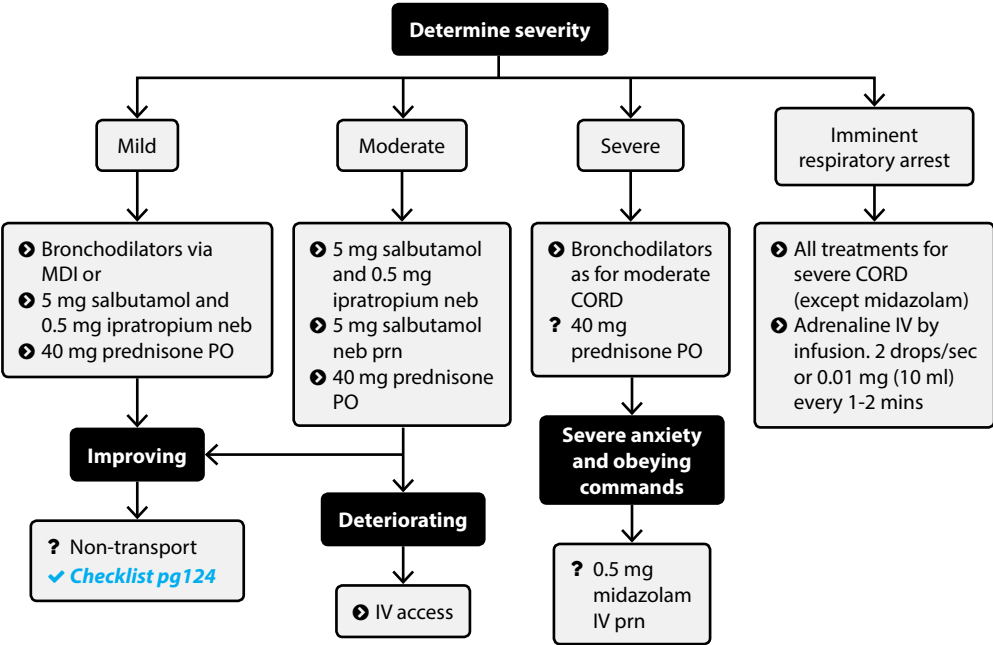 Determine severity
Mild
Moderate
Severe
Imminent
respiratory arrest
Bronchodilators via
MDI or
5 mg salbutamol and
0.5 mg ipratropium neb
40 mg prednisone PO
5 mg salbutamol
and 0.5 mg
ipratropium neb
5 mg salbutamol
neb prn
40 mg prednisone
PO
Bronchodilators
as for moderate
CORD
? 40 mg
prednisone PO
All treatments for
severe CORD
(except midazolam)
Adrenaline IV by
infusion. 2 drops/sec
or 0.01 mg (10 ml)
every 1-2 mins
Improving
Severe anxiety
and obeying
commands
Deteriorating
? Non-transport
✓ Checklist pg124
IV access
? 0.5 mg
midazolam
IV prn